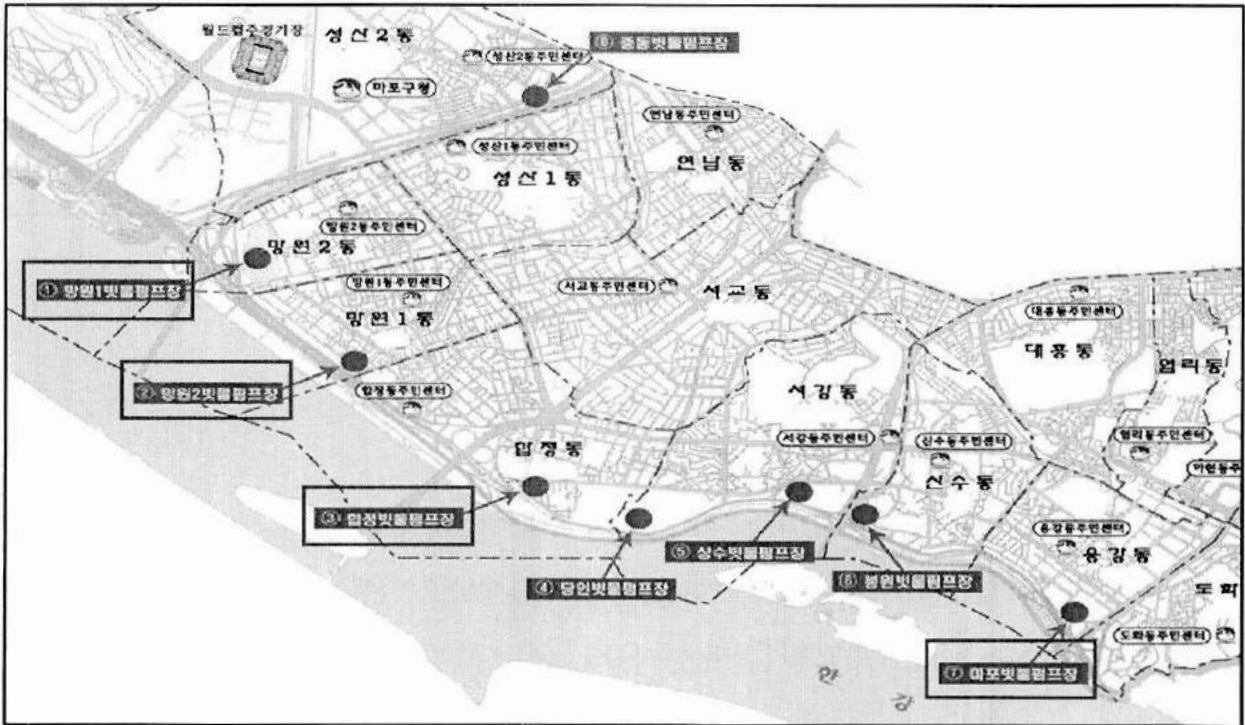 월드컵주경기장
성산2동
성산2동주민센터
⑧ 중동빗물펌프장
마포구청
연남동주민센터
성산1동주민센터
연남동
성산1동
망원2동주민센터
망원2동
① 망원1빗물펌프장
망원1동주민센터
서교동주민센터
서교동
대흥동주민센터
망원1동
대흥동
염리동
② 망원2빗물펌프장
합정동주민센터
서강동
서강동주민센터
신수동주민센터
염리동주민센터
합정동
신수동
아현동주
③ 합정빗물펌프장
용강동주민센터
⑤ 상수빗물펌프장
용강동
④ 당인빗물펌프장
⑥ 봉원빗물펌프장
도화
도화동주민센터
⑦ 마포빗물펌프장
한강